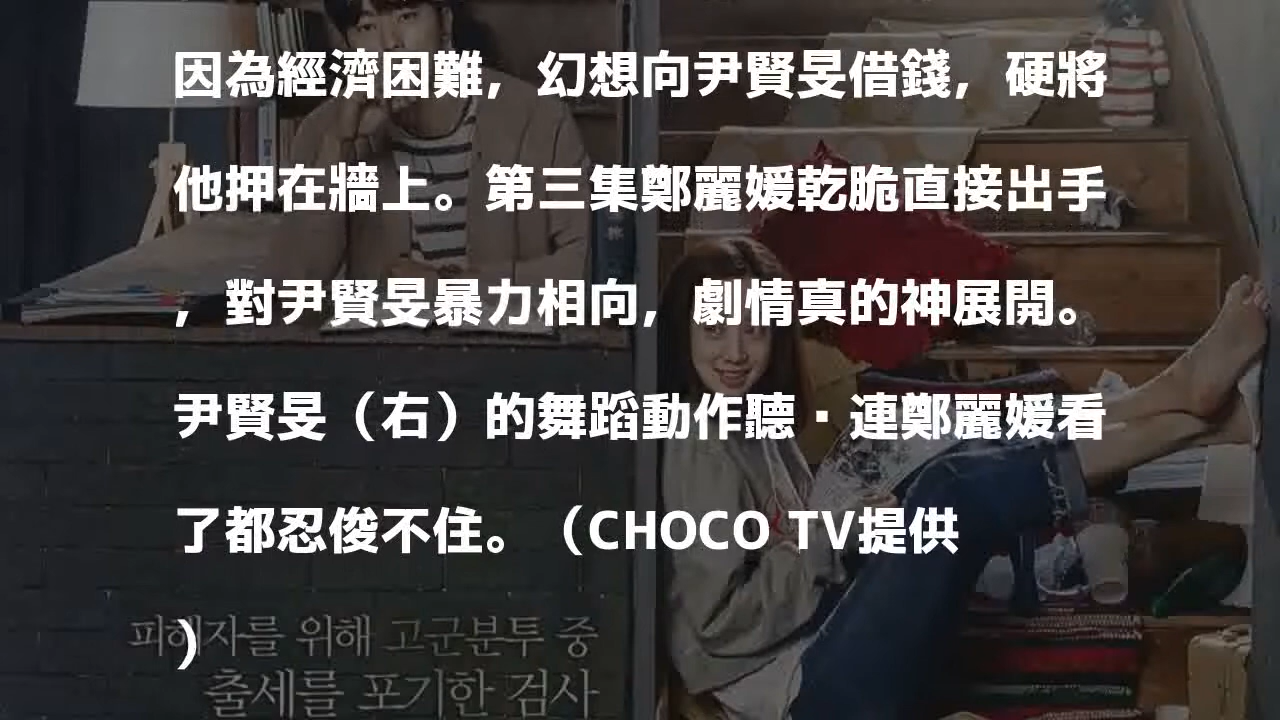 因為經濟困難，幻想向尹賢旻借錢，硬將
他押在牆上。第三集鄭麗媛乾脆直接出手
，對尹賢旻暴力相向，劇情真的神展開。
尹賢旻（右）的舞蹈動作聽·連鄭麗媛看
了都忍俊不住。（CHOCO TV提供
）
피해자를 위해 고군분투 중
출세를 포기한 검사